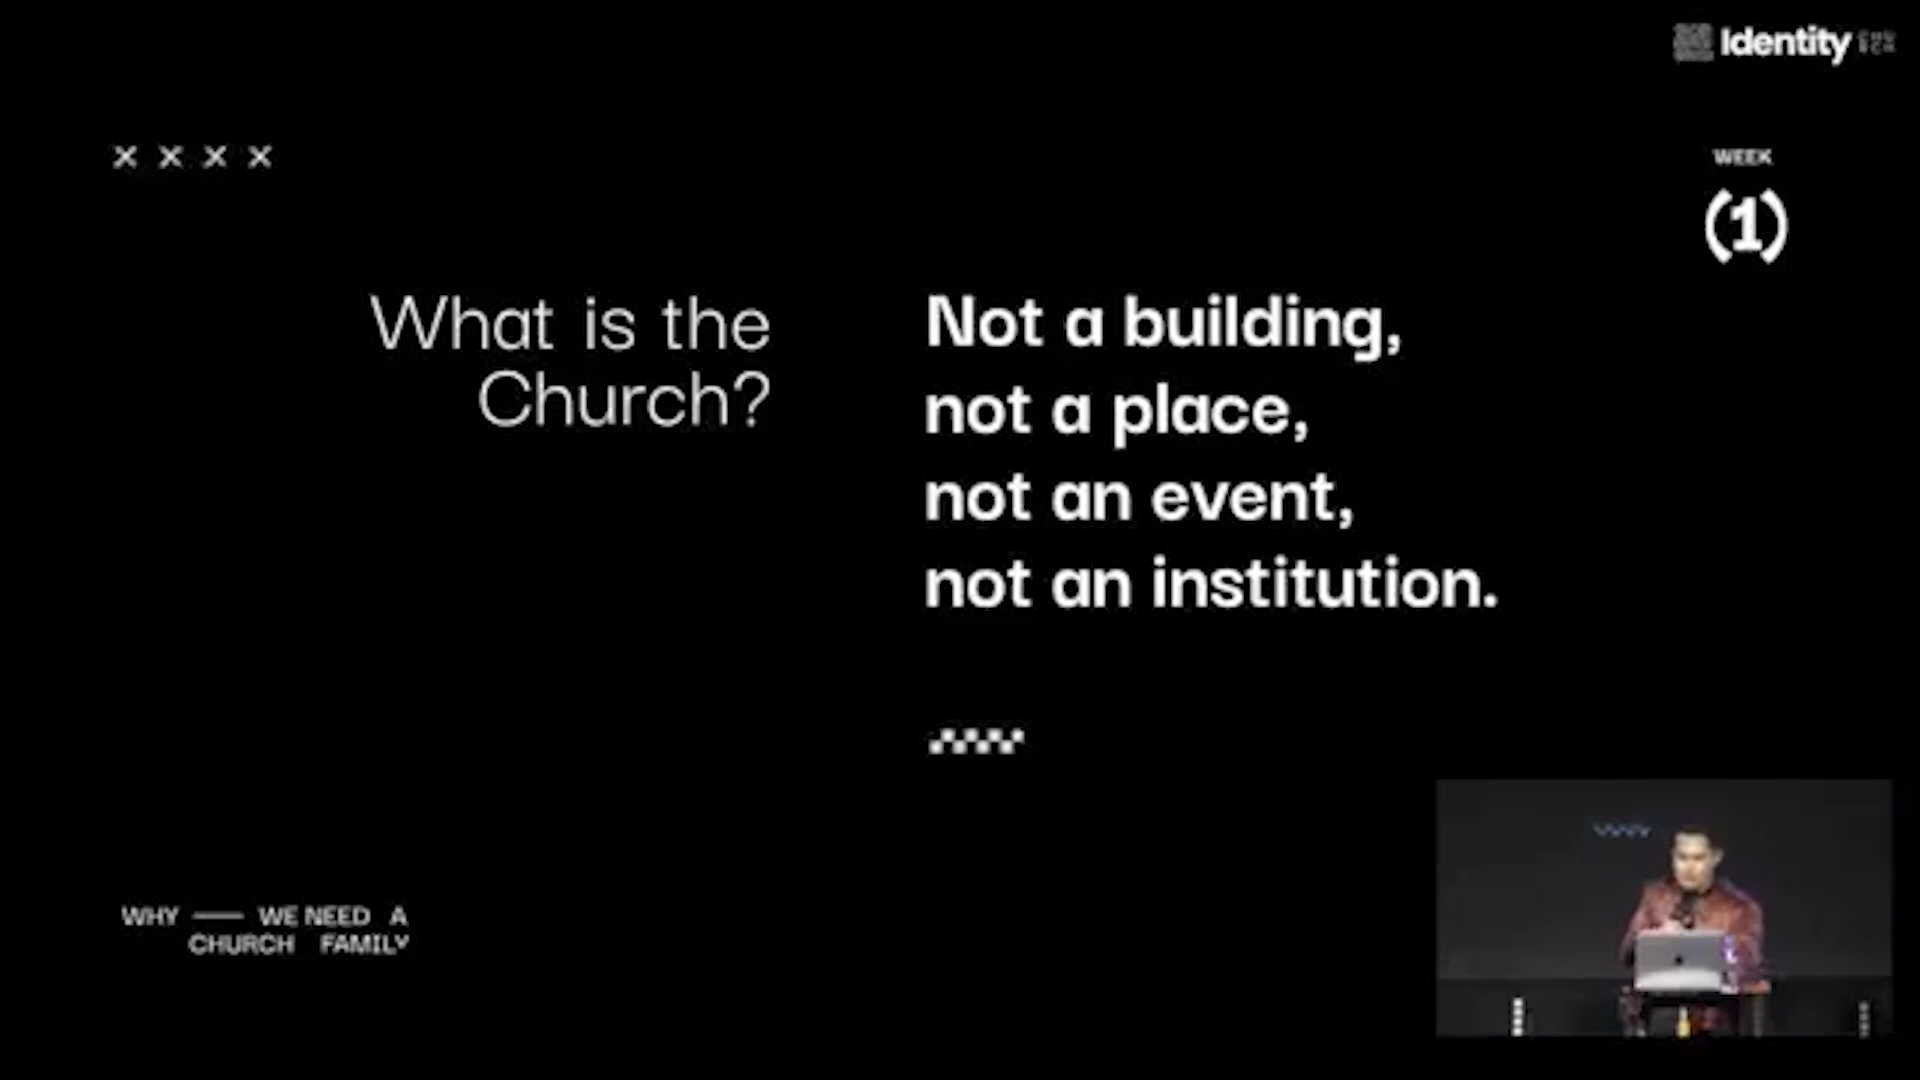 Identity
× × × ×
WEEK
(1)
What is the
Church?
Not a building,
not a place,
not an event,
not an institution.
WHY — WE NEED A
CHURCH FAMILY